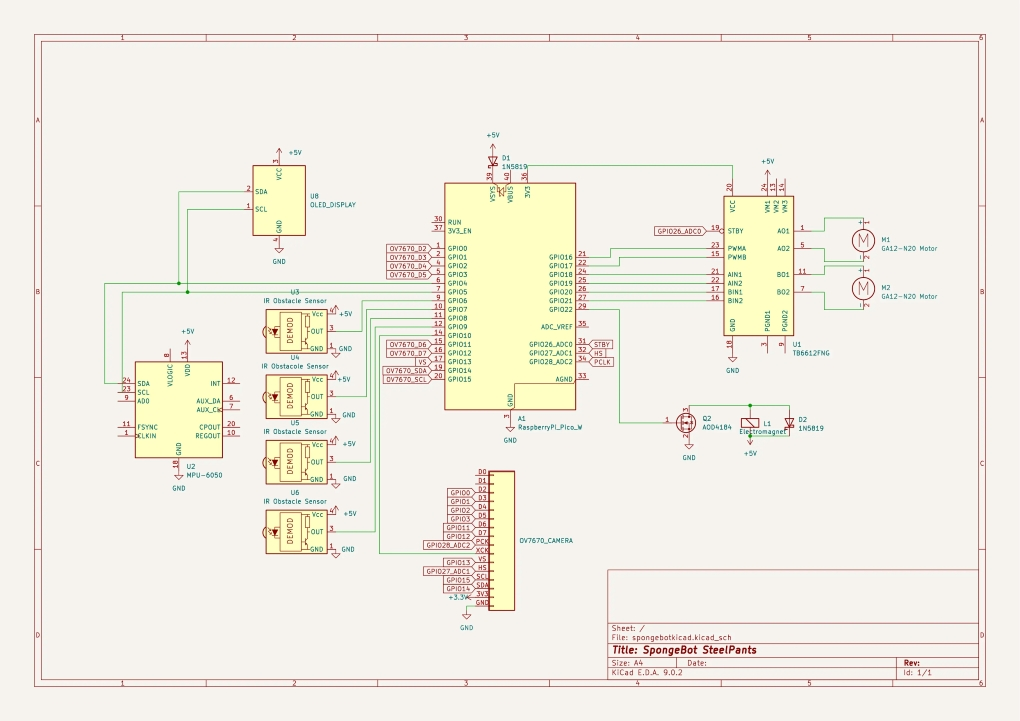 1 2 3 4 5 6
A A
B B
C C
D D
+5V
3
VCC
2 SDA
1 SCL
GND
4
GND
U8
OLED_DISPLAY
+5V
D1
1N5819
39 40 36
VSYS VBUS 3V3
30 RUN
37 3V3_EN
OV7670_D2 1 GPIO0
OV7670_D3 2 GPIO1
OV7670_D4 4 GPIO2
OV7670_D5 5 GPIO3
6 GPIO4
7 GPIO5
9 GPIO6
10 GPIO7
11 GPIO8
12 GPIO9
14 GPIO10
OV7670_D6 15 GPIO11
OV7670_D7 16 GPIO12
VS 17 GPIO13
OV7670_SDA 19 GPIO14
OV7670_SCL 20 GPIO15
GPIO16 21
GPIO17 22
GPIO18 24
GPIO19 25
GPIO20 26
GPIO21 27
GPIO22 29
ADC_VREF 35
GPIO26_ADC0 31 STBY
GPIO27_ADC1 32 HS
GPIO28_ADC2 34 PCLK
AGND 33
GND
3
GND
A1
RaspberryPi_Pico_W
+5V
20 24 13 14
VCC VM1 VM2 VM3
GPIO26_ADC0 19 STBY
23 PWMA
15 PWMB
21 AIN1
22 AIN2
17 BIN1
16 BIN2
AO1 1
AO2 5
BO1 11
BO2 7
GND PGND1 PGND2
18 3 9
GND
U1
TB6612FNG
+ 1
M
- 2
M1
GA12-N20 Motor
+ 1
M
- 2
M2
GA12-N20 Motor
U3
IR Obstacle Sensor
DEMOD
Vcc 4 +5V
OUT 3
GND 1 GND
U4
IR Obstacole Sensor
DEMOD
Vcc 4 +5V
OUT 3
GND 1 GND
U5
IR Obstacle Sensor
DEMOD
Vcc 4 +5V
OUT 3
GND 1 GND
U6
IR Obstacle Sensor
DEMOD
Vcc 4 +5V
OUT 3
GND 1 GND
+5V
8 13
VLOGIC VDD
24 SDA
23 SCL
9 AD0
11 FSYNC
1 CLKIN
INT 12
AUX_DA 6
AUX_CL 7
CPOUT 20
REGOUT 10
GND
18
GND
U2
MPU-6050
1
3
2
Q2
AOD4184
GND
L1
Electromagnet
+5V
D2
1N5819
D0
D1
GPIO0 D2
GPIO1 D3
GPIO2 D4
GPIO3 D5
GPIO11 D6
GPIO12 D7
GPIO28_ADC2 PCK
XCK
GPIO13 VS
GPIO27_ADC1 HS
GPIO15 SCL
GPIO14 SDA
+3.3V 3V3
GND
GND
OV7670_CAMERA
Sheet: /
File: spongebotkicad.kicad_sch
Title: SpongeBot SteelPants
Size: A4 Date: Rev:
KiCad E.D.A. 9.0.2 Id: 1/1
1 2 3 4 5 6